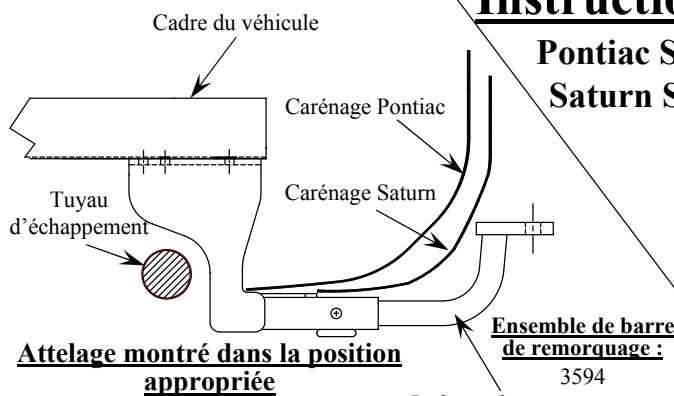 Cadre du véhicule
Pontiac S
Saturn S
Carénage Pontiac
Carénage Saturn
Tuyau
d'échappement
Ensemble de barre
de remorquage :
3594
Attelage montré dans la position
appropriée